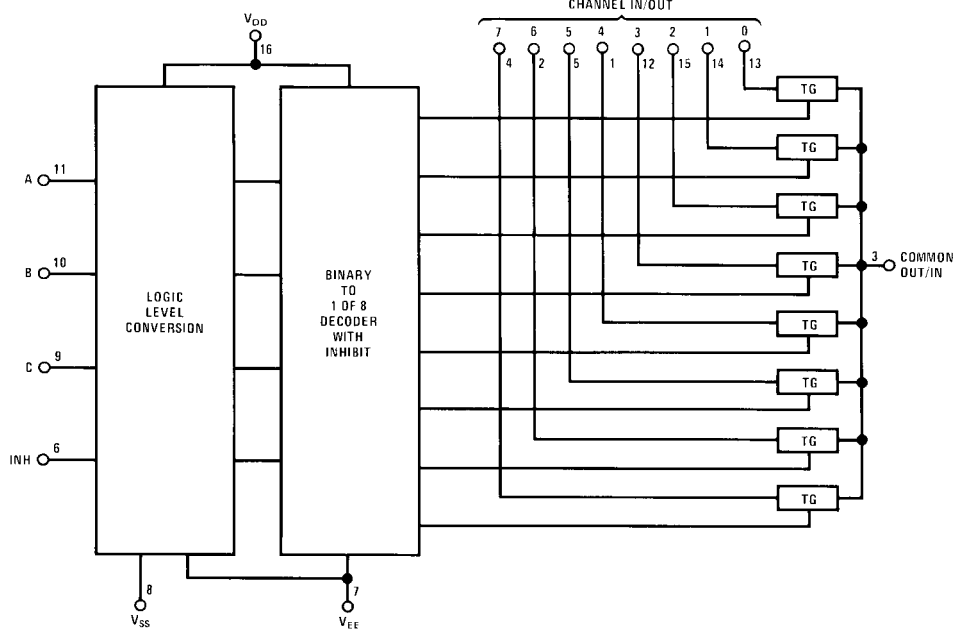 CHANNEL IN/OUT
V_DD
16
7 6 5 4 3 2 1 0
4 2 5 1 12 15 14 13
TG
TG
TG
TG
TG
TG
TG
TG
A 11
B 10
C 9
INH 6
LOGIC
LEVEL
CONVERSION
BINARY
TO
1 OF 8
DECODER
WITH
INHIBIT
3 COMMON
OUT/IN
8
V_SS
7
V_EE